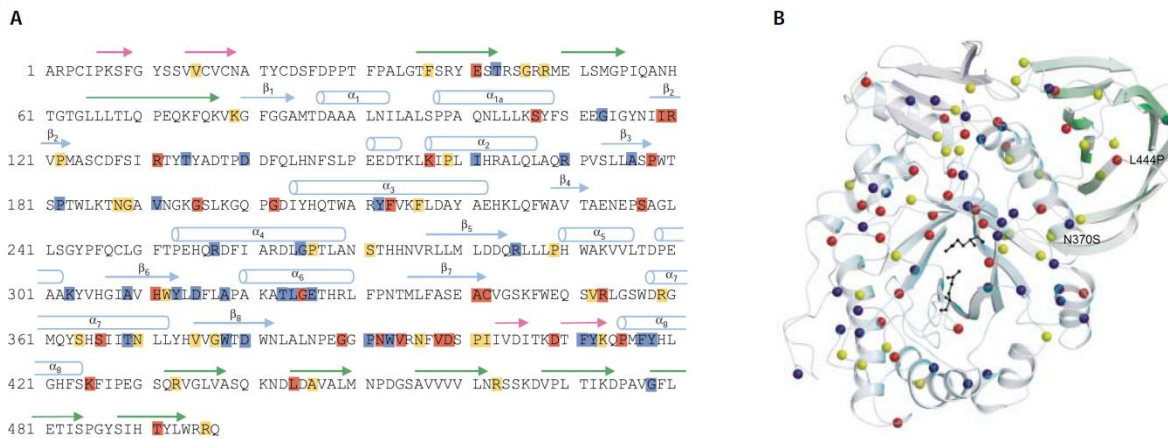 A
B
1 ARPCIPKSFG YSSVVCVCNA TYCDSFDPPT FPALGTFSRY ESTRSGRRME LSMGPIQANH
β1 α1 α1a β2
61 TGTGLLLTLQ PEQKFQKVKG FGGAMTDAAA LNILALSPPA QNLLLKSYFS EEGIGYNIIR
β2 α2 β3
121 VPMASCDFSI RTYTYADTPD DFQLHNFSLP EEDTKLKIPL IHRALQLAQR PVSLLASPWT
α3 β4
181 SPTWLKTNGA VNGKGSLKGQ PGDIYHQTWA RYFVKFLDAY AEHKLQFWAV TAENEPSAGL
α4 β5 α5
241 LSGYPFQCLG FTPEHQRDFI ARDLGPTLAN STHHNVRLLM LDDQRLLLPH WAKVVLTDPE
β6 α6 β7 α7
301 AAKYVHGIAV HWYLDFLAPA KATLGETHRL FPNTMLFASE ACVGSKFWEQ SVRLGSWDRG
α7 β8 α8
361 MQYSHSIITN LLYHVVGWTD WNLALNPEGG PNWVRNFVDS PIIVDITKDT FYKQPMFYHL
α8
421 GHFSKFIPEG SQRVGLVASQ KNDLDAVALM NPDGSAVVVV LNRSSKDVPL TIKDPAVGFL
481 ETISPGYSIH TYLWRRQ
L444P
N370S